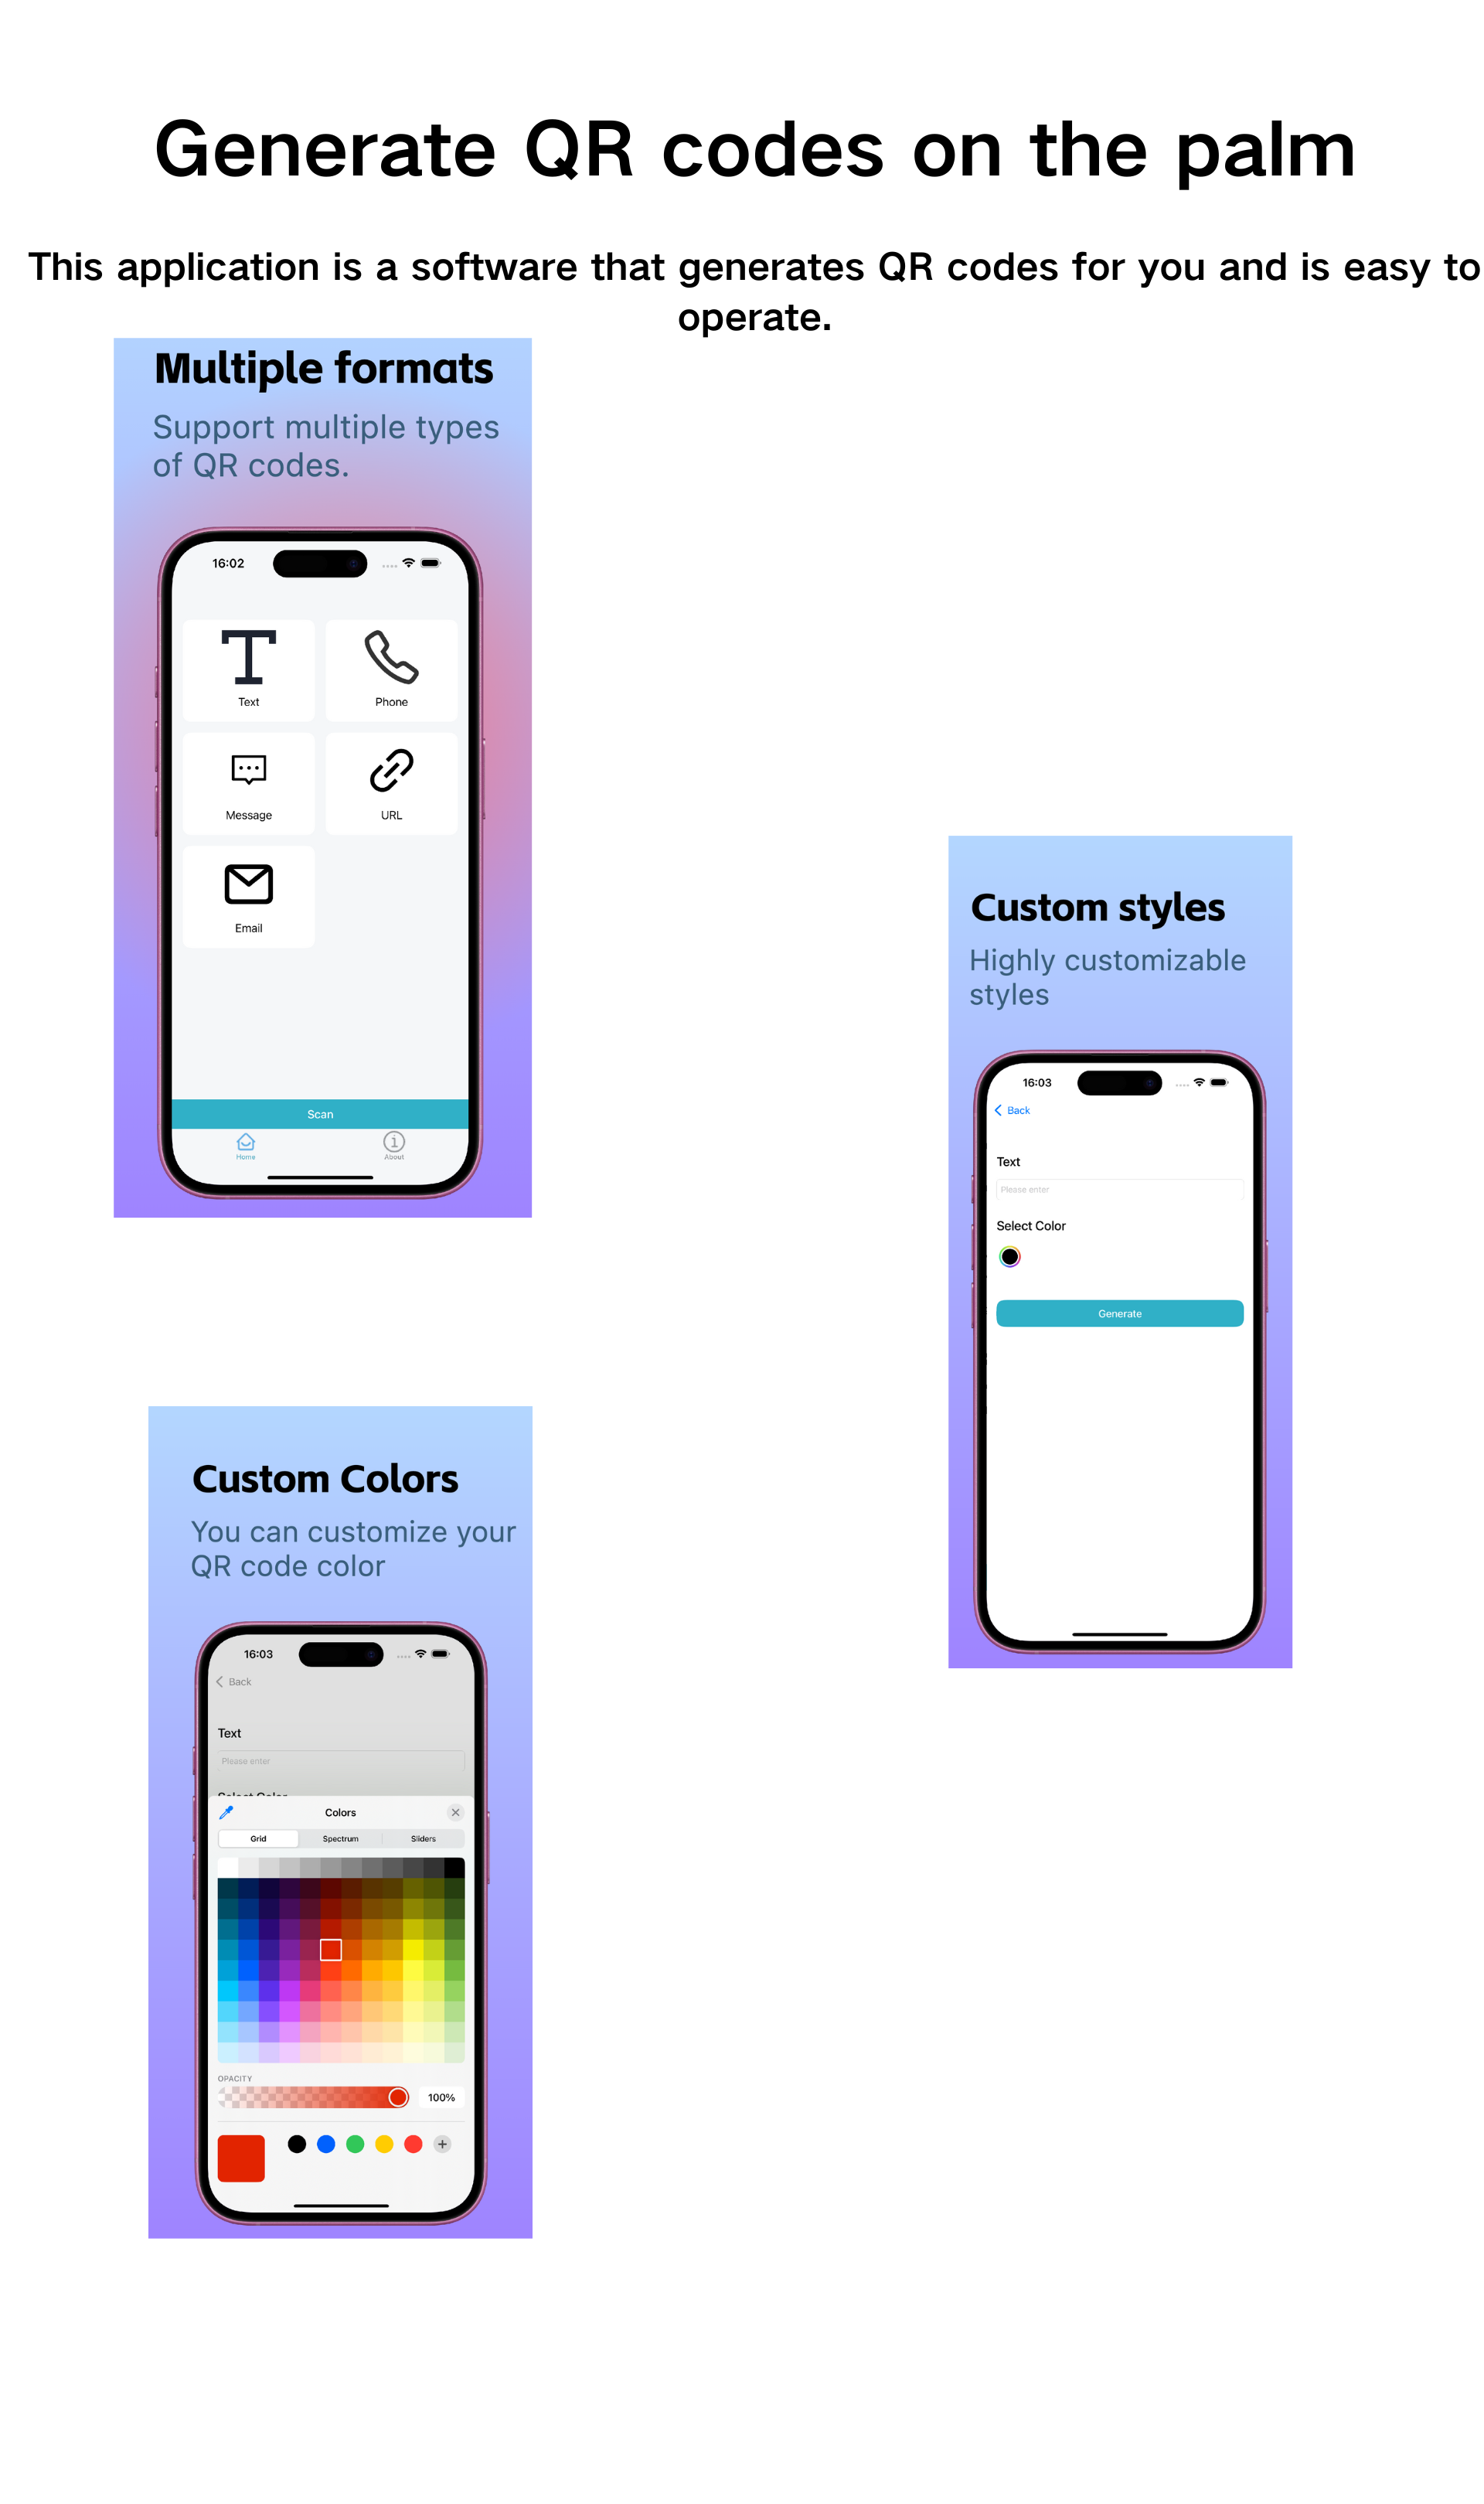 Generate QR codes on the palm
This application is a software that generates QR codes for you and is easy to
operate.
Multiple formats
Support multiple types
of QR codes.
16:02
Text
Phone
Message
URL
Email
Scan
Home
About
Custom styles
Highly customizable
styles
16:03
Back
Text
Please enter
Select Color
Generate
Custom Colors
You can customize your
QR code color
16:03
Back
Text
Please enter
Select Color
Colors
Grid
Spectrum
Sliders
OPACITY
100%